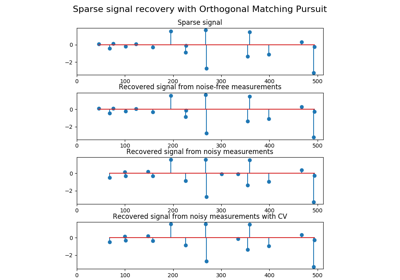 Sparse signal recovery with Orthogonal Matching Pursuit
Sparse signal
0
−2
0 100 200 300 400 500
Recovered signal from noise-free measurements
0
−2
0 100 200 300 400 500
Recovered signal from noisy measurements
0
−2
0 100 200 300 400 500
Recovered signal from noisy measurements with CV
0
−2
0 100 200 300 400 500